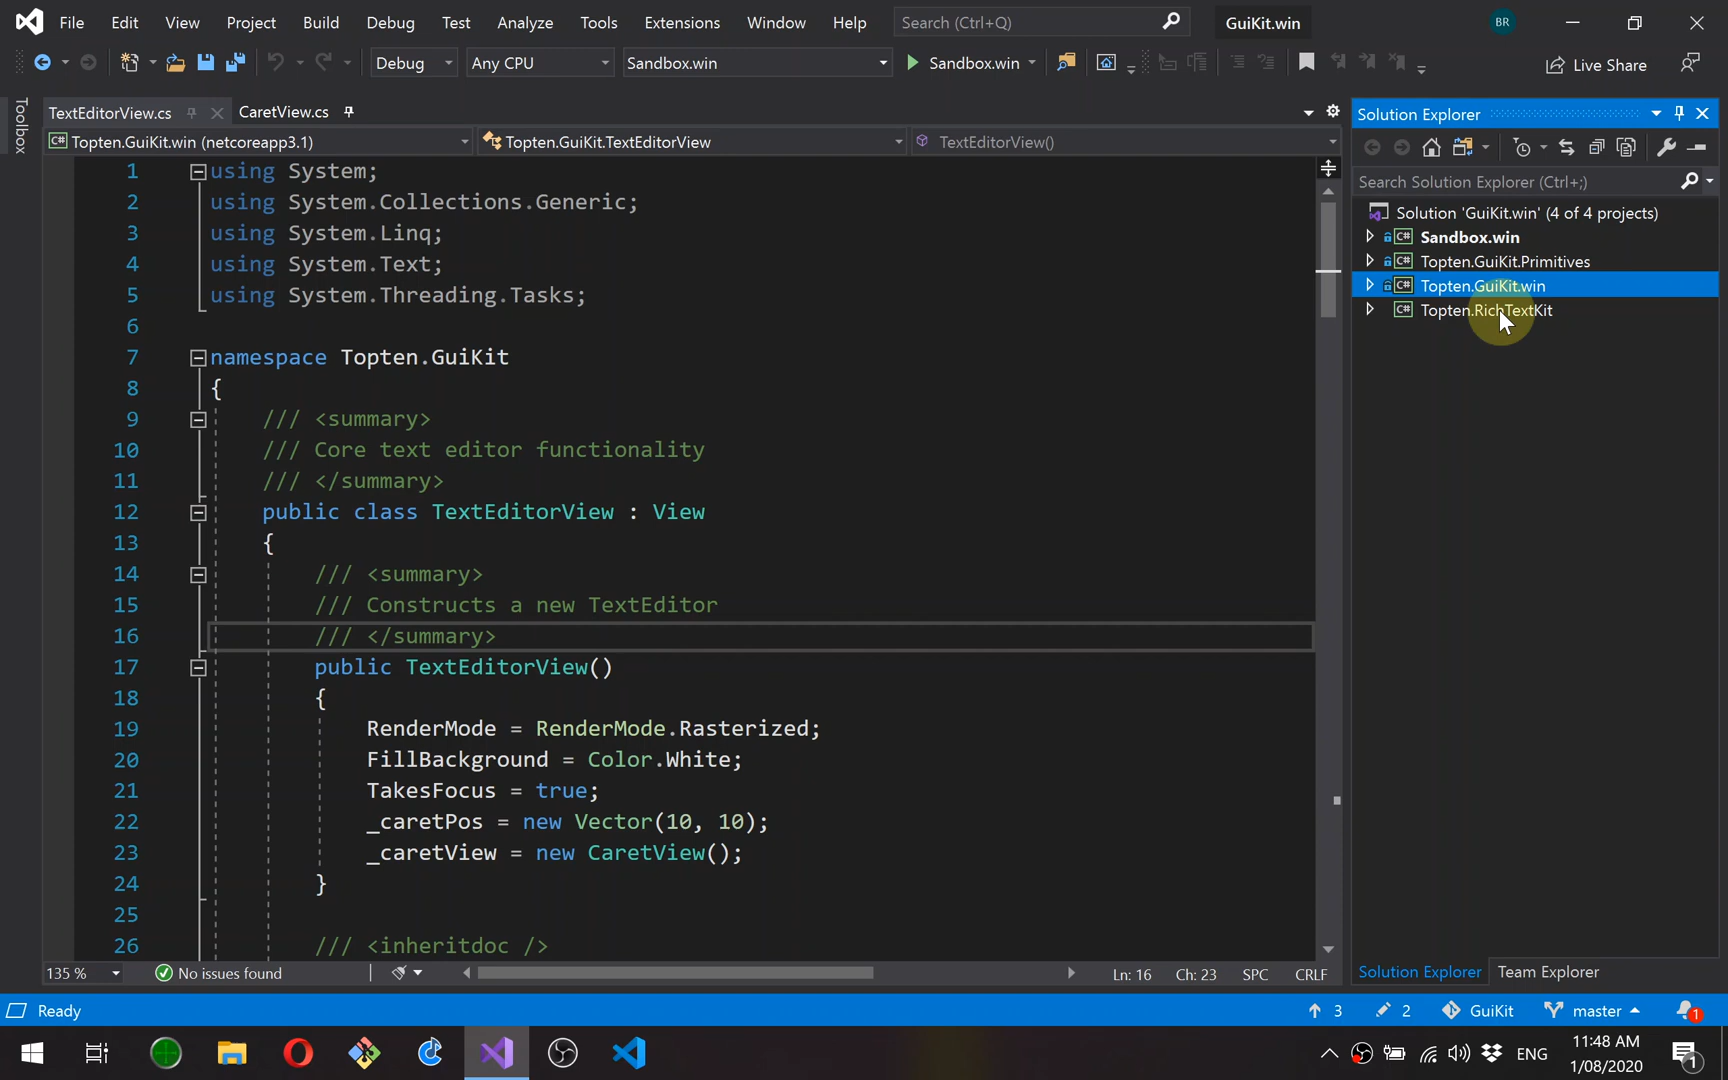 File Edit View Project Build Debug Test Analyze Tools Extensions Window Help Search (Ctrl+Q) GuiKit.win BR
Debug Any CPU Sandbox.win Sandbox.win Live Share
Toolbox
TextEditorView.cs CaretView.cs
C# Topten.GuiKit.win (netcoreapp3.1) Topten.GuiKit.TextEditorView TextEditorView()
1 using System;
2 using System.Collections.Generic;
3 using System.Linq;
4 using System.Text;
5 using System.Threading.Tasks;
6
7 namespace Topten.GuiKit
8 {
9 /// <summary>
10 /// Core text editor functionality
11 /// </summary>
12 public class TextEditorView : View
13 {
14 /// <summary>
15 /// Constructs a new TextEditor
16 /// </summary>
17 public TextEditorView()
18 {
19 RenderMode = RenderMode.Rasterized;
20 FillBackground = Color.White;
21 TakesFocus = true;
22 _caretPos = new Vector(10, 10);
23 _caretView = new CaretView();
24 }
25
26 /// <inheritdoc />
135 % No issues found Ln: 16 Ch: 23 SPC CRLF
Solution Explorer
Search Solution Explorer (Ctrl+;)
Solution 'GuiKit.win' (4 of 4 projects)
C# Sandbox.win
C# Topten.GuiKit.Primitives
C# Topten.GuiKit.win
C# Topten.RichTextKit
Solution Explorer Team Explorer
Ready 3 2 GuiKit master 1
ENG 11:48 AM
1/08/2020 1